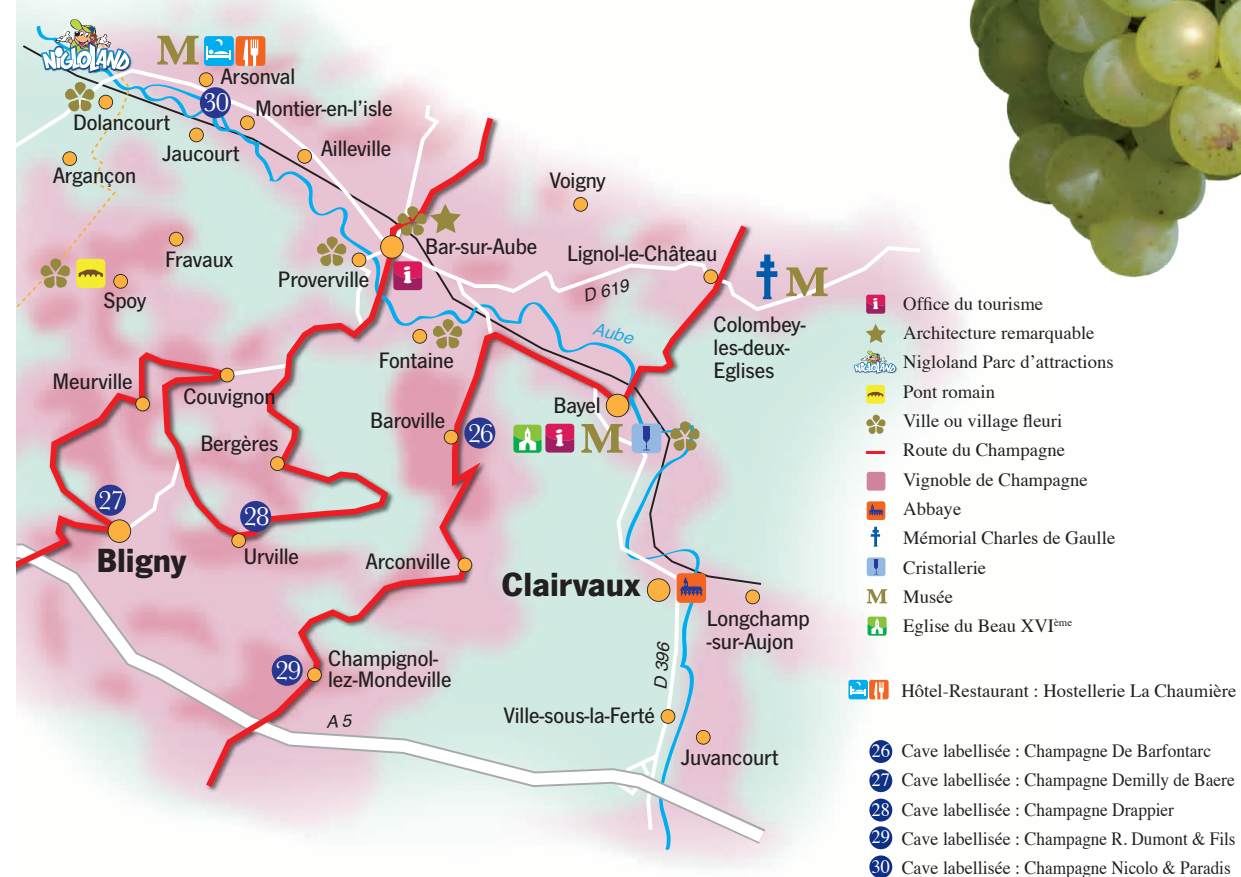 NIGLOLAND
M
Arsonval
30
Dolancourt
Montier-en-l'isle
Jaucourt
Ailleville
Argançon
Voigny
Fravaux
Bar-sur-Aube
Lignol-le-Château
Proverville
i
M
Spoy
D 619
Colombey-
les-deux-
Eglises
Fontaine
Aube
Meurville
Couvignon
Baroville
26
Bayel
i
M
Bergères
27
28
Bligny
Urville
Arconville
Clairvaux
Longchamp
-sur-Aujon
29
Champignol-
lez-Mondeville
D 396
A 5
Ville-sous-la-Ferté
Juvancourt
i
Office du tourisme
Architecture remarquable
NIGLOLAND
Nigloland Parc d'attractions
Pont romain
Ville ou village fleuri
Route du Champagne
Vignoble de Champagne
Abbaye
Mémorial Charles de Gaulle
Cristallerie
M Musée
Eglise du Beau XVIème
Hôtel-Restaurant : Hostellerie La Chaumière
26 Cave labellisée : Champagne De Barfontarc
27 Cave labellisée : Champagne Demilly de Baere
28 Cave labellisée : Champagne Drappier
29 Cave labellisée : Champagne R. Dumont & Fils
30 Cave labellisée : Champagne Nicolo & Paradis